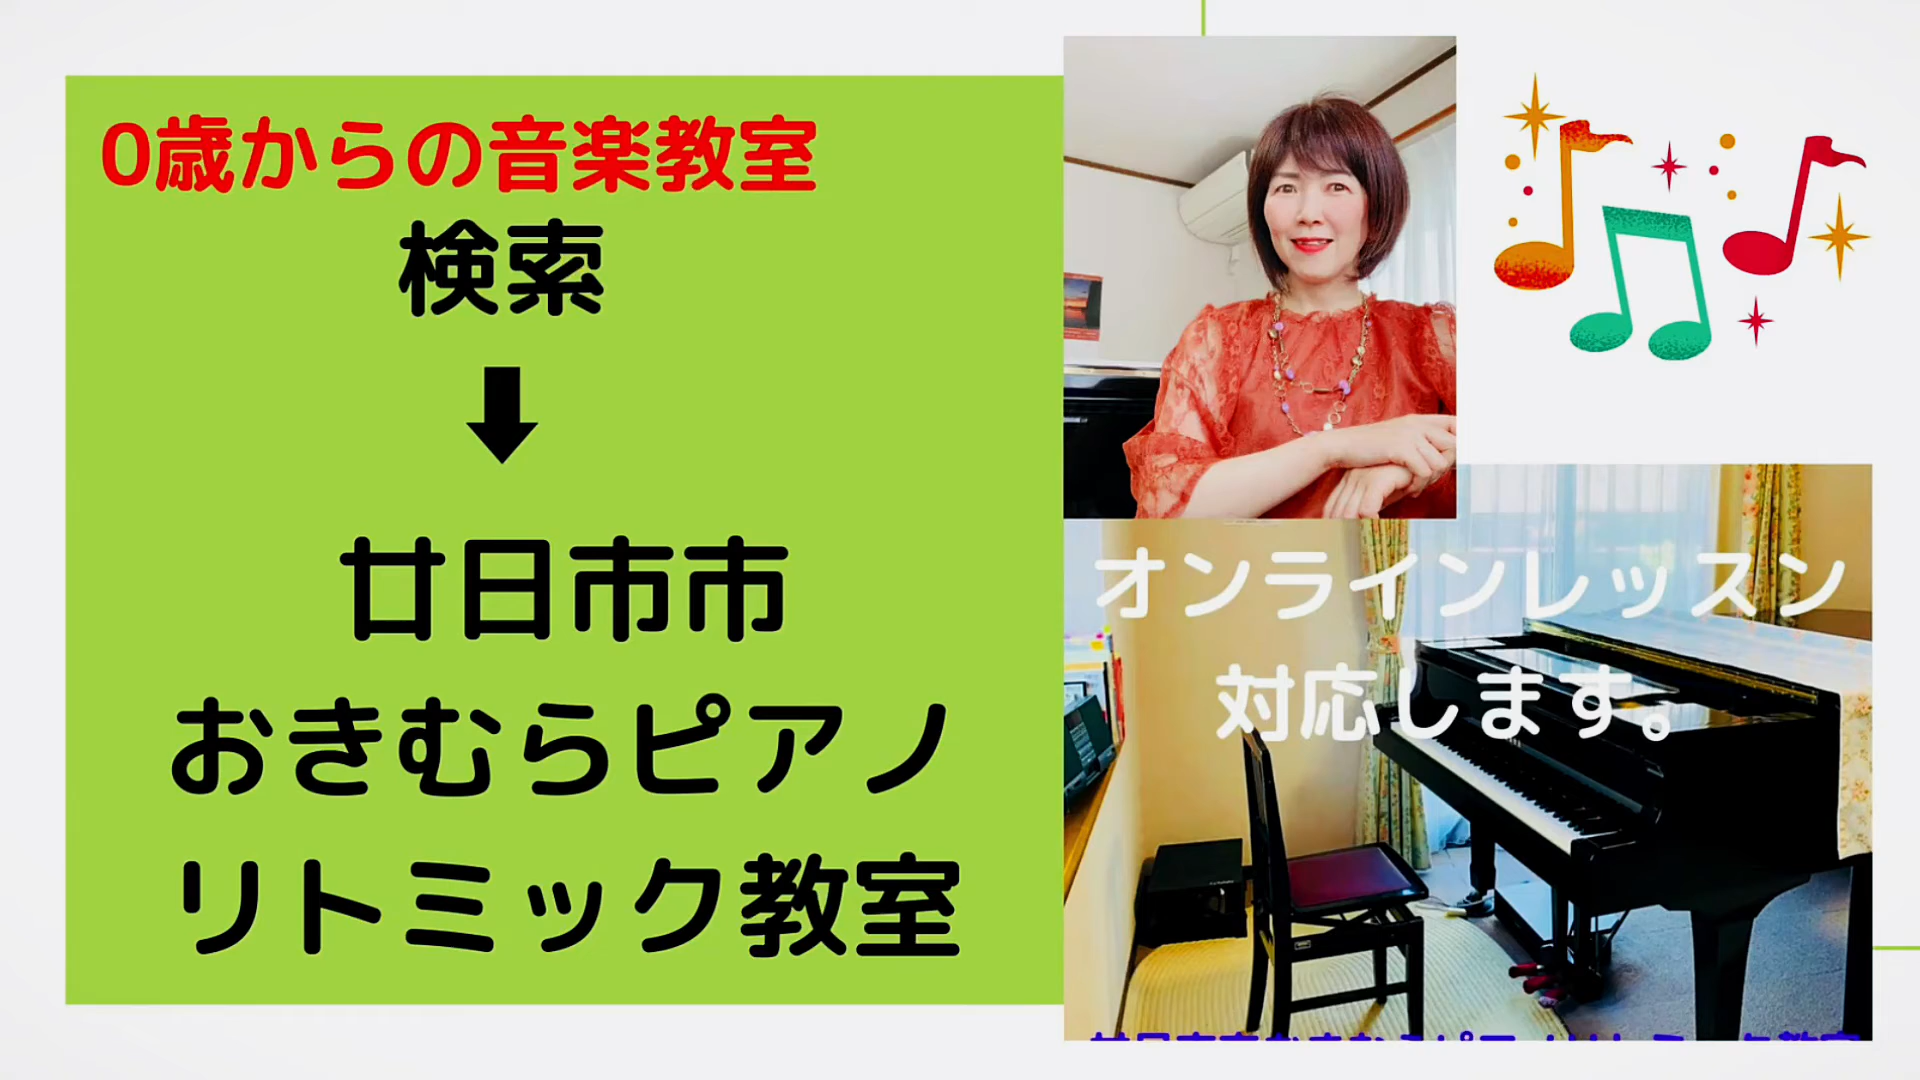 0歳からの音楽教室
検索
廿日市市
おきむらピアノ
リトミック教室
オンラインレッスン
対応します。